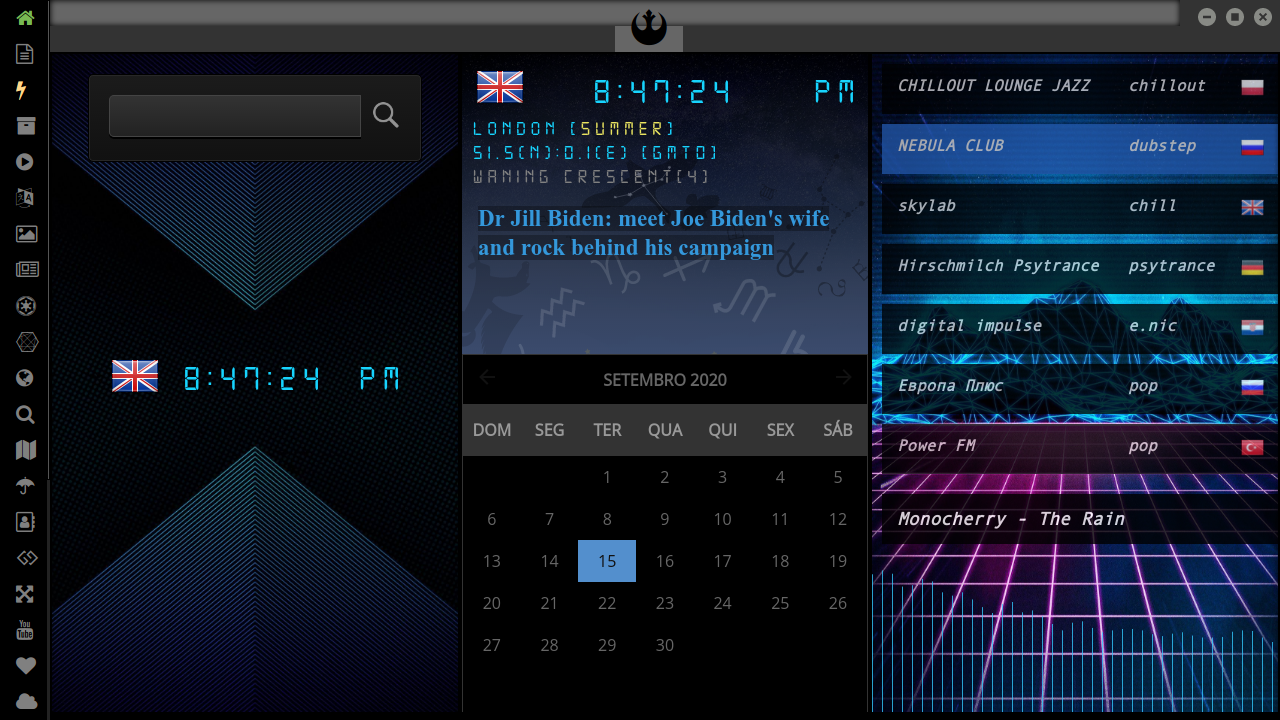 8:47:24 PM
8:47:24 PM
LONDON (SUMMER)
51.5(N):0.1(E) (GMT0)
WANING CRESCENT(4)
Dr Jill Biden: meet Joe Biden's wife
and rock behind his campaign
SETEMBRO 2020
DOM SEG TER QUA QUI SEX SÁB
1 2 3 4 5
6 7 8 9 10 11 12
13 14 15 16 17 18 19
20 21 22 23 24 25 26
27 28 29 30
CHILLOUT LOUNGE JAZZ chillout
NEBULA CLUB dubstep
skylab chill
Hirschmilch Psytrance psytrance
digital impulse e.nic
Европа Плюс pop
Power FM pop
Monocherry - The Rain
You
Tube